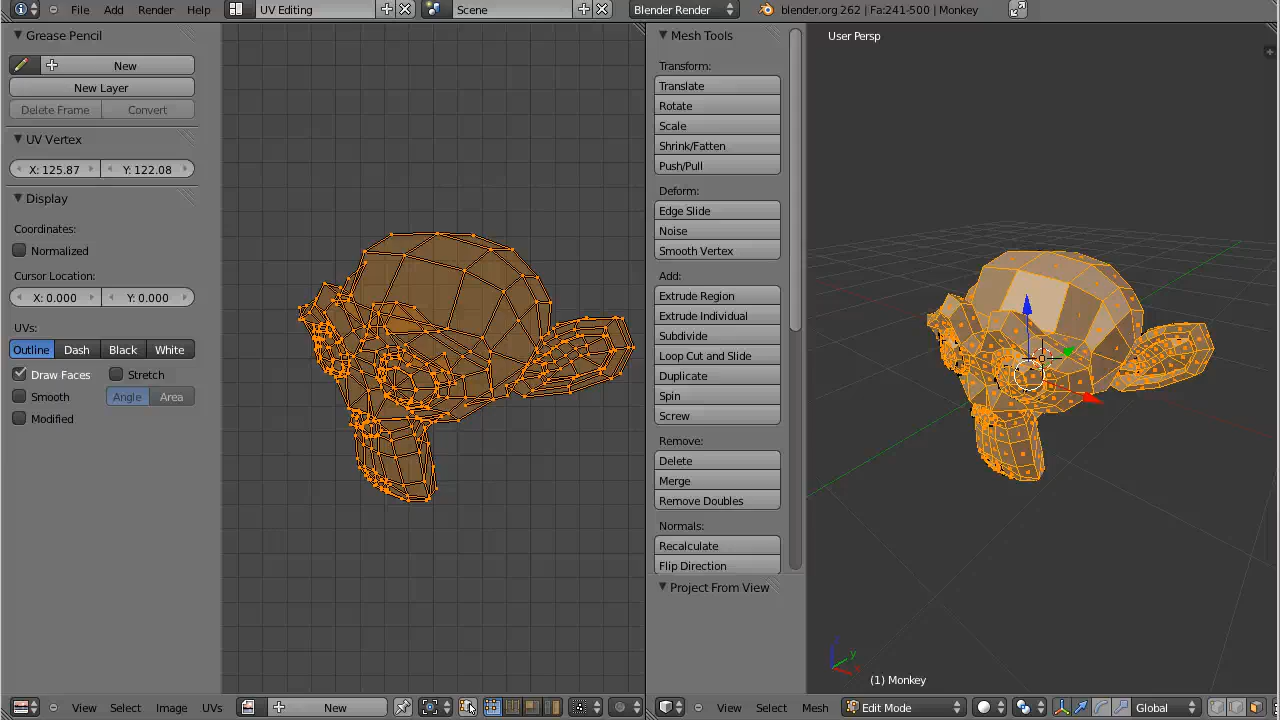 File Add Render Help UV Editing Scene Blender Render blender.org 262 | Fa:241-500 | Monkey
Grease Pencil
New
New Layer
Delete Frame Convert
UV Vertex
X: 125.87 Y: 122.08
Display
Coordinates:
Normalized
Cursor Location:
X: 0.000 Y: 0.000
UVs:
Outline Dash Black White
Draw Faces Stretch
Smooth Angle Area
Modified
Mesh Tools
Transform:
Translate
Rotate
Scale
Shrink/Fatten
Push/Pull
Deform:
Edge Slide
Noise
Smooth Vertex
Add:
Extrude Region
Extrude Individual
Subdivide
Loop Cut and Slide
Duplicate
Spin
Screw
Remove:
Delete
Merge
Remove Doubles
Normals:
Recalculate
Flip Direction
Project From View
User Persp
z
y
x
(1) Monkey
View Select Image UVs New
View Select Mesh Edit Mode Global